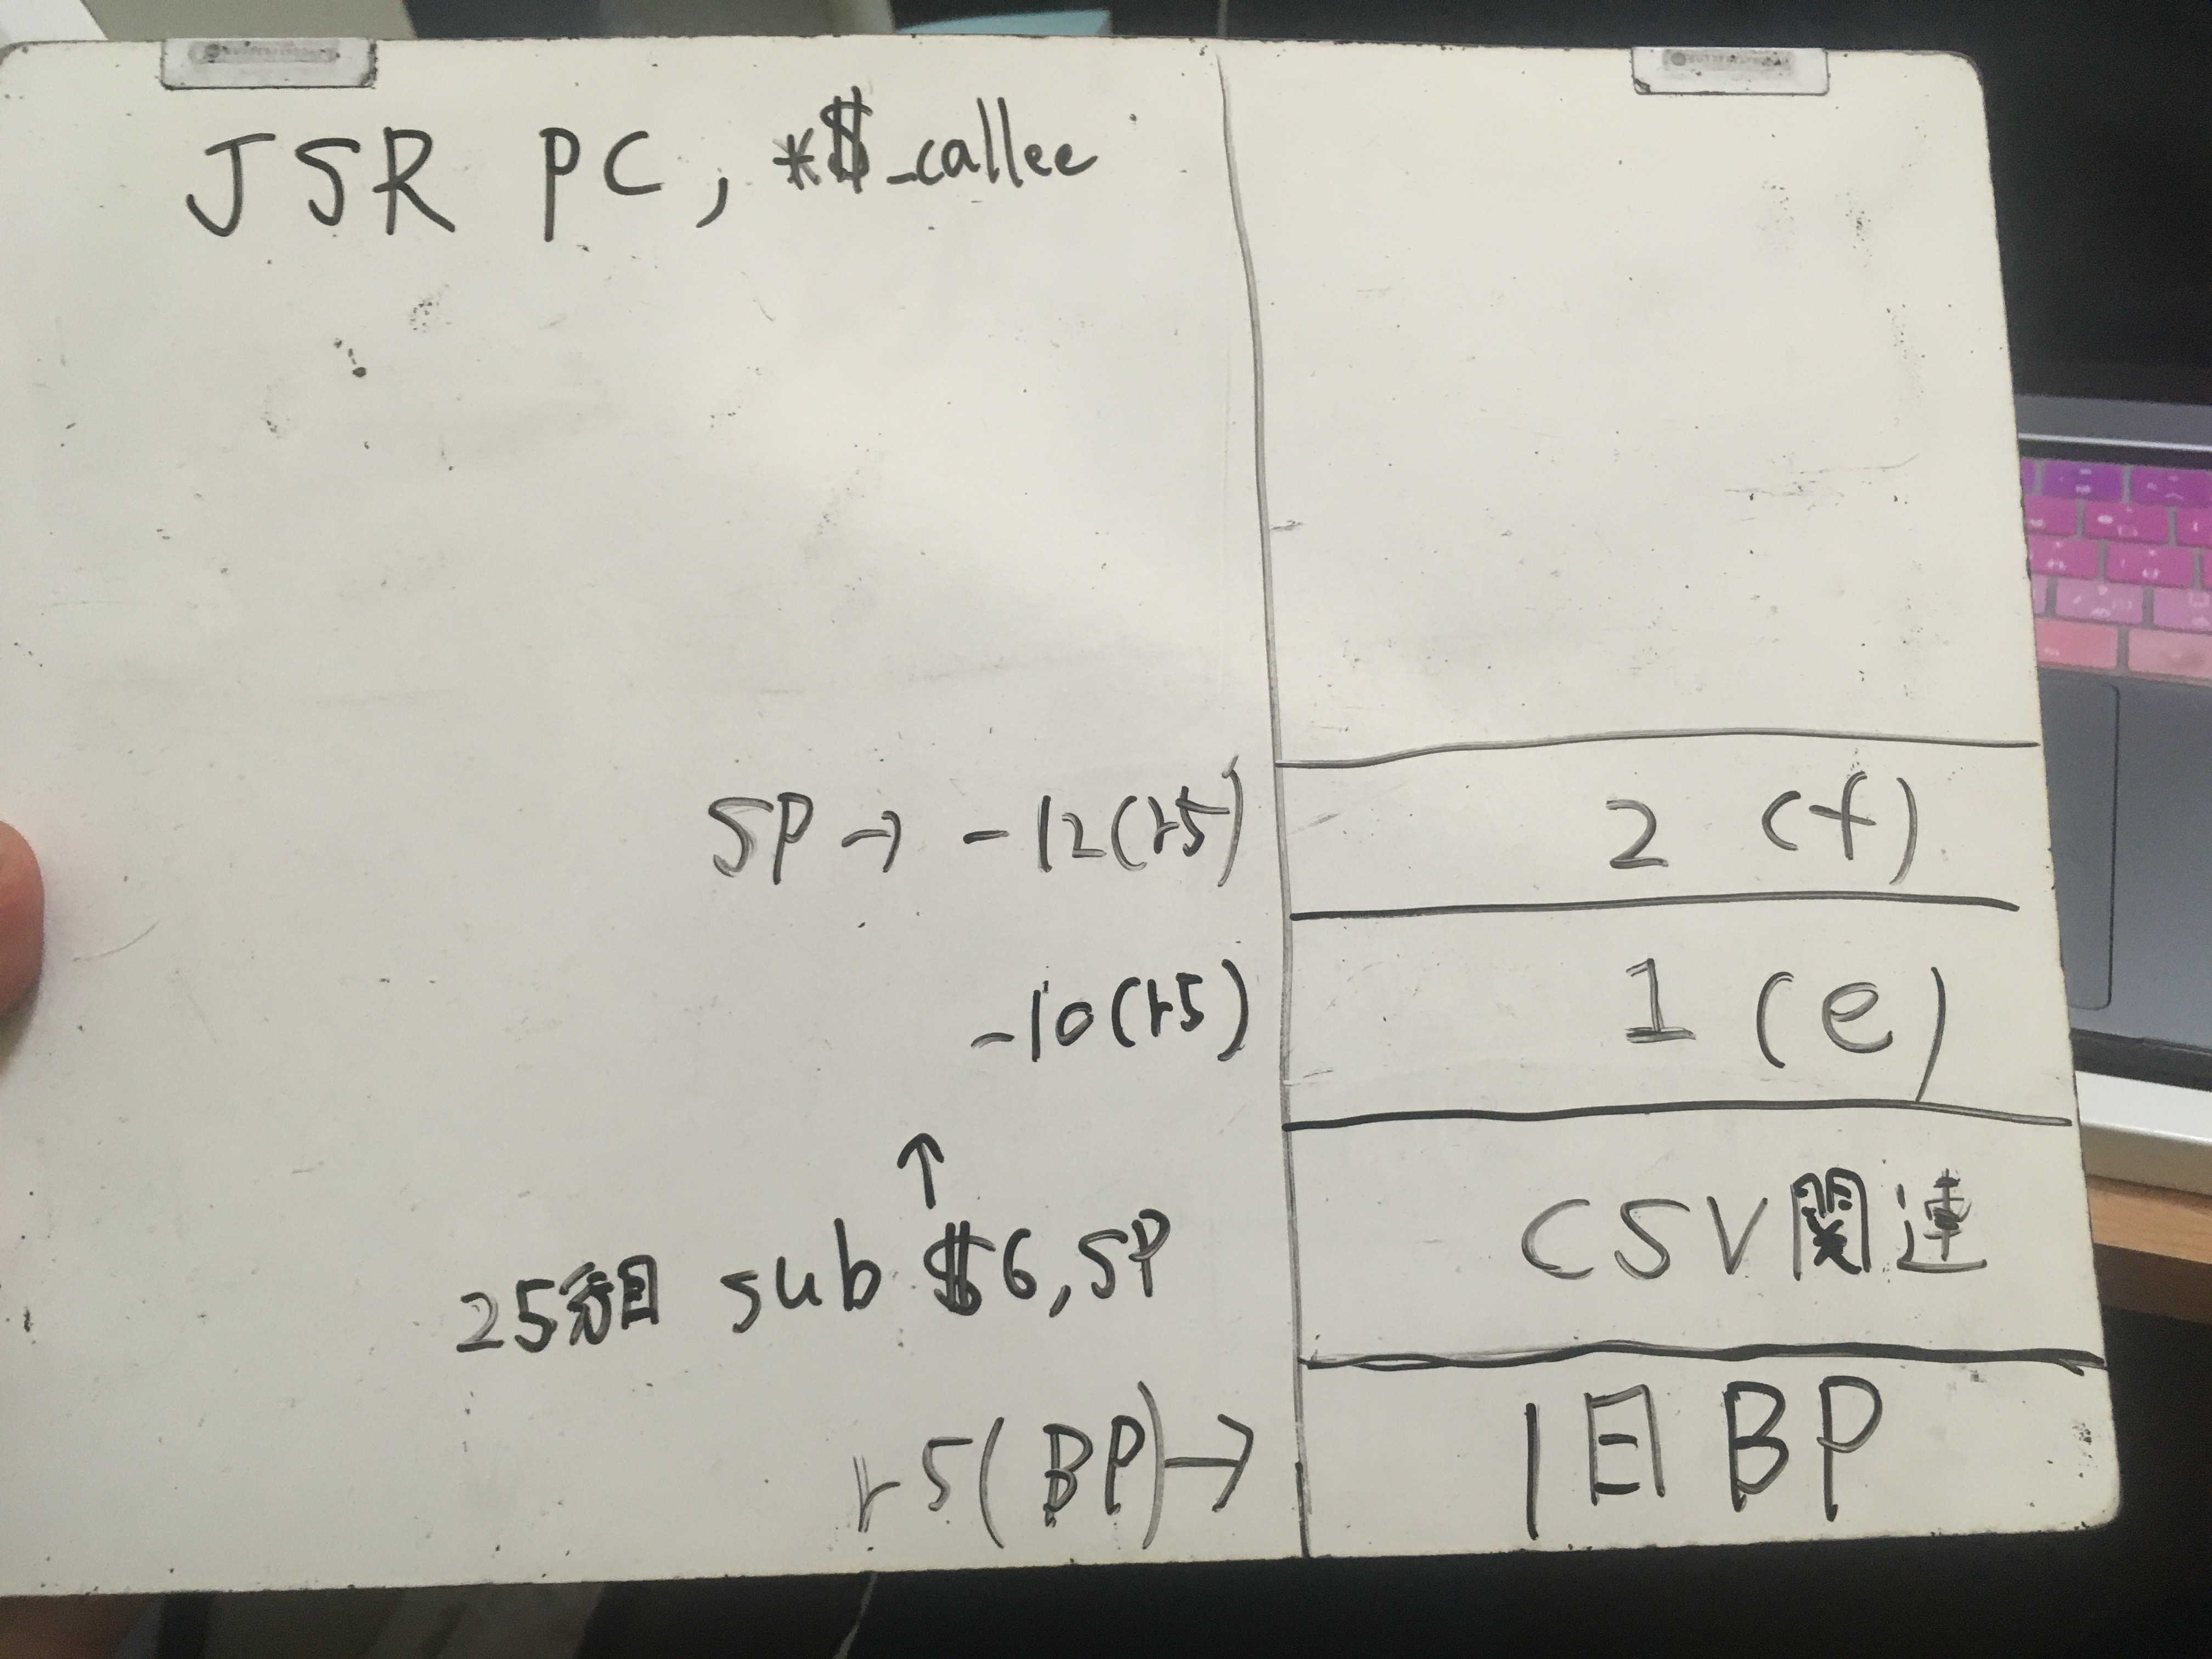 JSR PC, *$_callee
SP → -12(r5) 2 (f)
-10(r5) 1 (e)
↑
CSV関連
25行目 sub $6, SP
r5(BP) → 旧BP